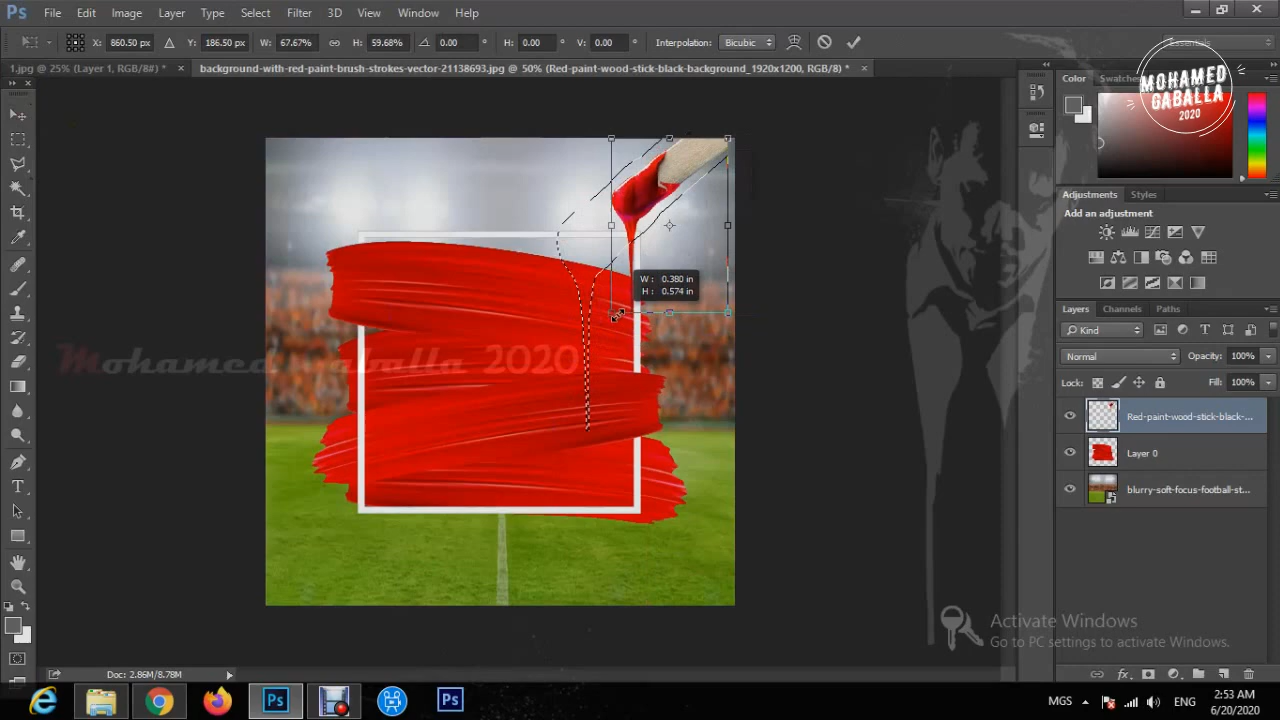 Ps File Edit Image Layer Type Select Filter 3D View Window Help
X: 860.50 px Y: 186.50 px W: 67.67% H: 59.68% 0.00 ° H: 0.00 ° V: 0.00 ° Interpolation: Bicubic Essentials
1.jpg @ 25% (Layer 1, RGB/8#) * × background-with-red-paint-brush-strokes-vector-21138693.jpg @ 50% (Red-paint-wood-stick-black-background_1920x1200, RGB/8) * ×
MOHAMED
GABALLA
2020
Color Swatches
Adjustments Styles
Add an adjustment
W: 0.380 in
H: 0.574 in
Layers Channels Paths
Kind
Mohamed Gaballa 2020
Normal Opacity: 100%
Lock: Fill: 100%
Red-paint-wood-stick-black-...
Layer 0
blurry-soft-focus-football-st...
Activate Windows
Go to PC settings to activate Windows.
Doc: 2.86M/8.78M
fx
Ps Ps MGS ENG 2:53 AM
6/20/2020